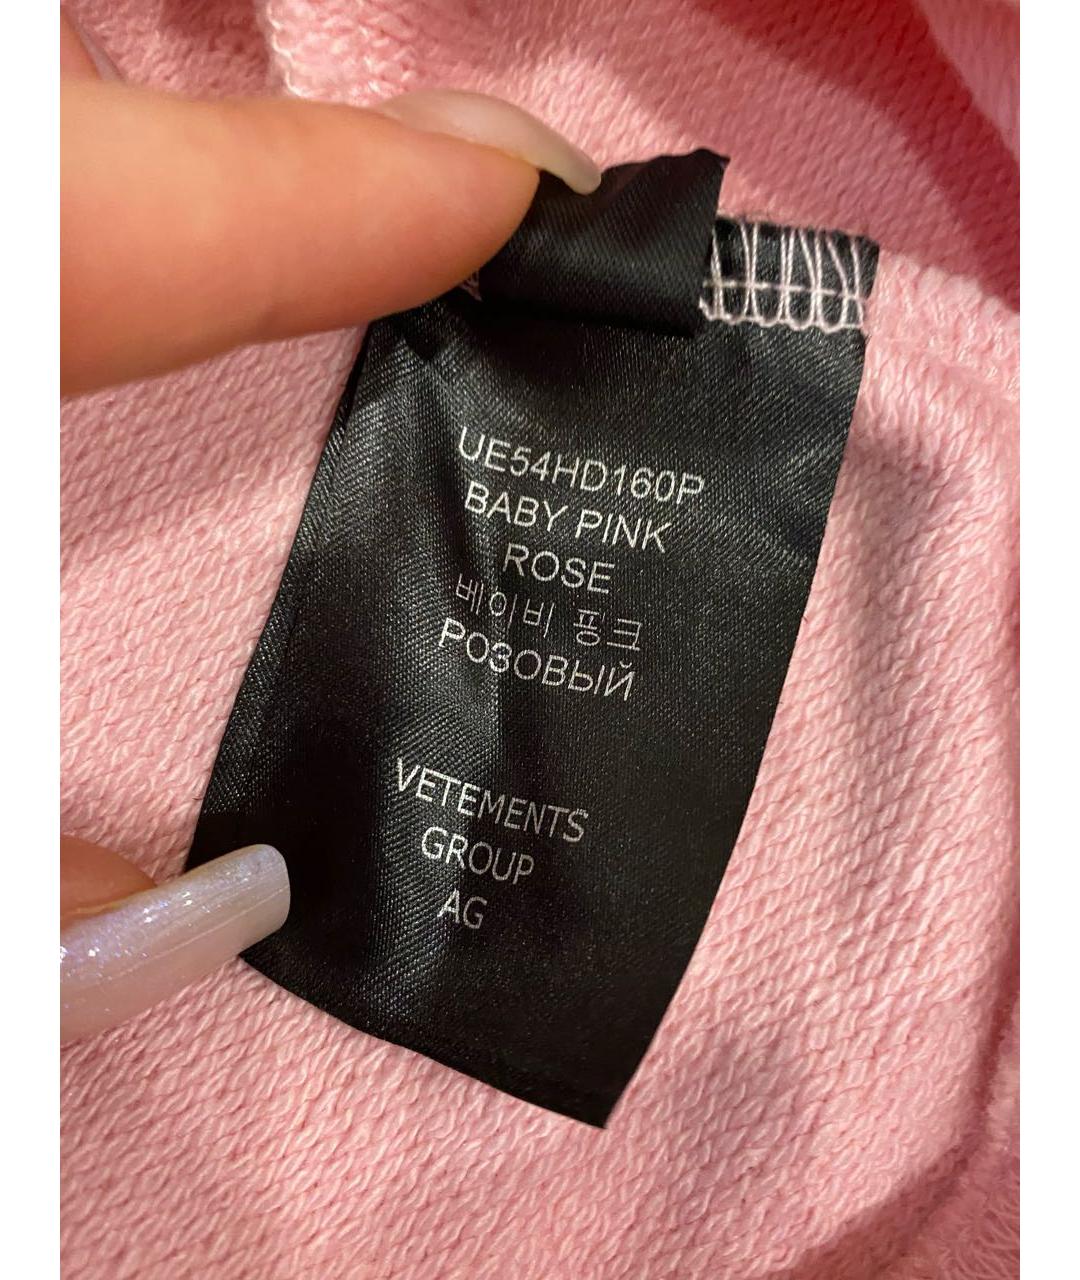 UE54HD160P
BABY PINK
ROSE
베이비 핑크
РОЗОВЫЙ
VETEMENTS
GROUP
AG